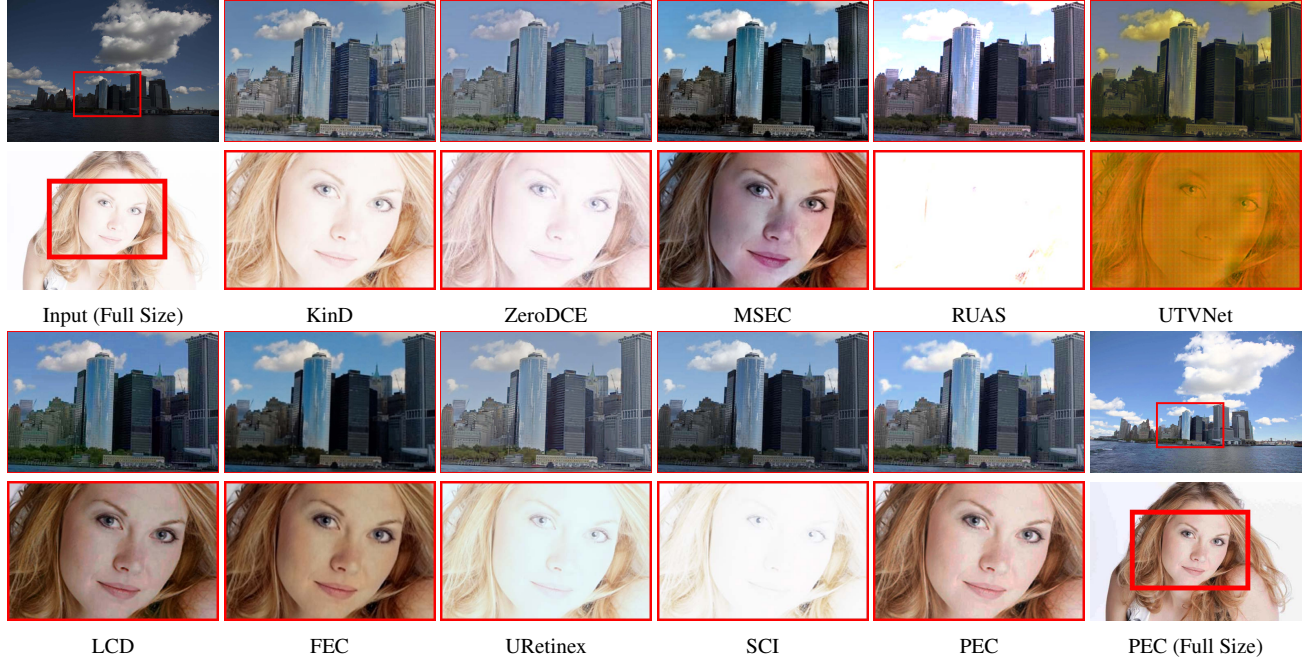 Input (Full Size) KinD ZeroDCE MSEC RUAS UTVNet
LCD FEC URetinex SCI PEC PEC (Full Size)